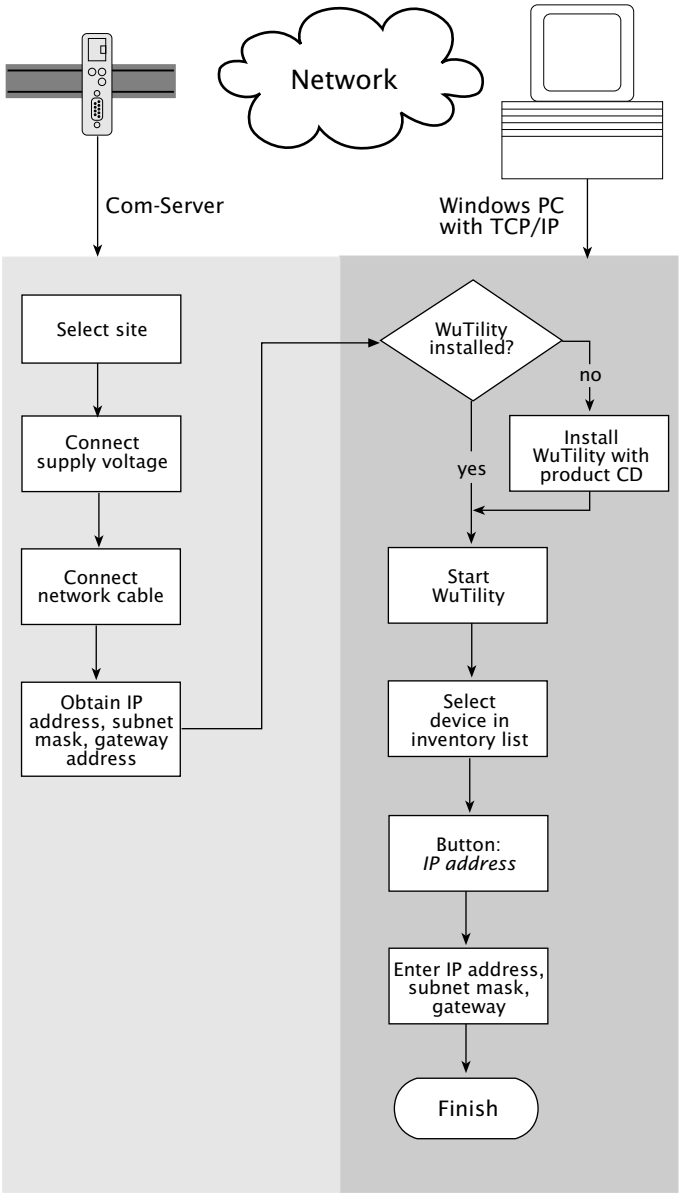 Network
Com-Server
Windows PC
with TCP/IP
Select site
Connect
supply voltage
Connect
network cable
Obtain IP
address, subnet
mask, gateway
address
WuTility
installed?
no
Install
WuTility with
product CD
yes
Start
WuTility
Select
device in
inventory list
Button:
IP address
Enter IP address,
subnet mask,
gateway
Finish